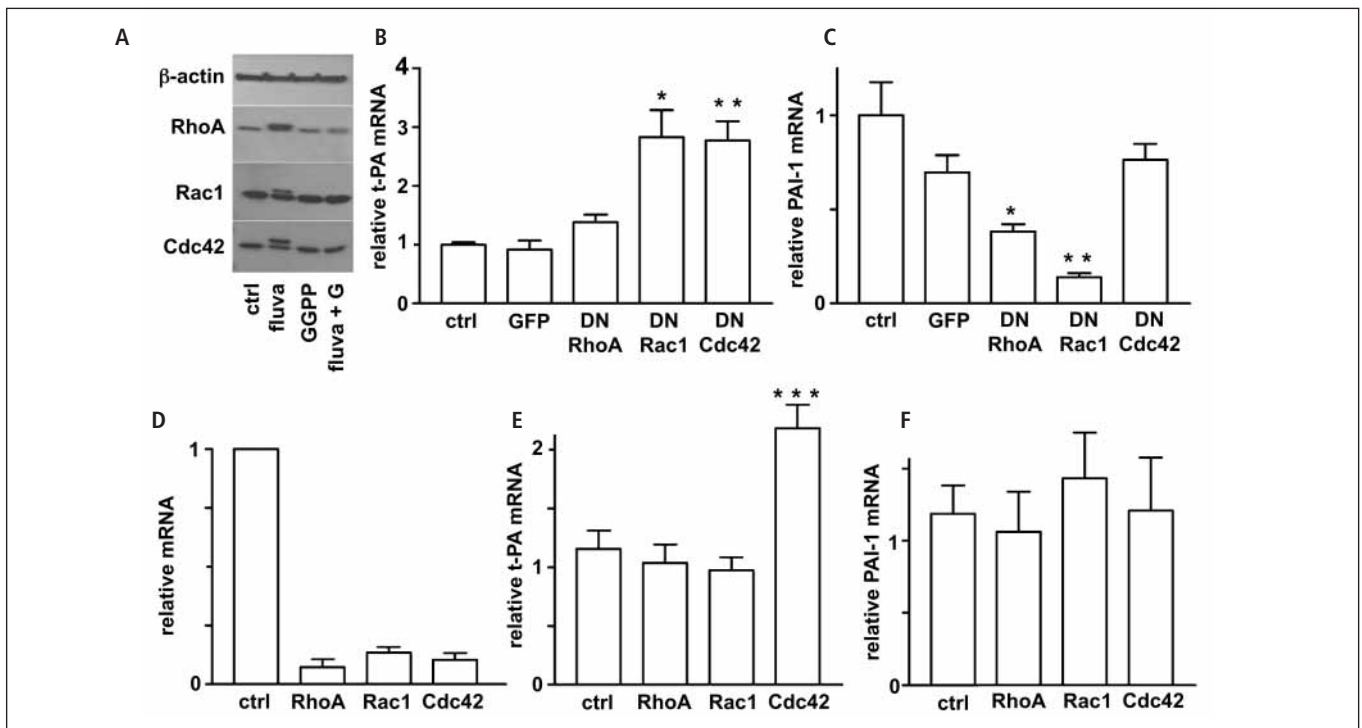 A
β-actin
RhoA
Rac1
Cdc42
ctrl
fluva
GGPP
fluva + G
B
relative t-PA mRNA
4
3
2
1
0
* 
* *
ctrl GFP DN DN DN
RhoA Rac1 Cdc42
C
relative PAI-1 mRNA
1
0
*
* *
ctrl GFP DN DN DN
RhoA Rac1 Cdc42
D
relative mRNA
1
0
ctrl RhoA Rac1 Cdc42
E
relative t-PA mRNA
2
1
0
* * *
ctrl RhoA Rac1 Cdc42
F
relative PAI-1 mRNA
1
0
ctrl RhoA Rac1 Cdc42